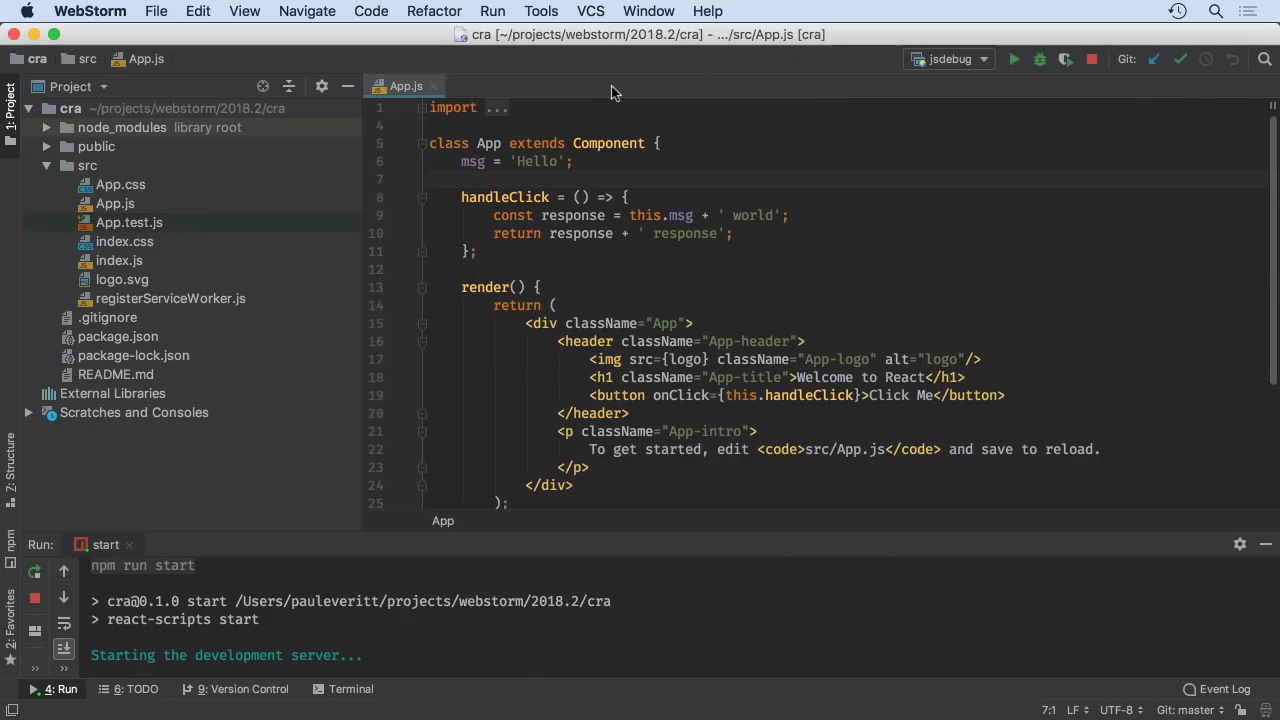 WebStorm File Edit View Navigate Code Refactor Run Tools VCS Window Help
cra [~/projects/webstorm/2018.2/cra] - .../src/App.js [cra]
cra src App.js jsdebug Git:
1: Project
Project
App.js
cra ~/projects/webstorm/2018.2/cra
node_modules library root
public
src
App.css
App.js
App.test.js
index.css
index.js
logo.svg
registerServiceWorker.js
.gitignore
package.json
package-lock.json
README.md
External Libraries
Scratches and Consoles
1 import ...
4
5 class App extends Component {
6 msg = 'Hello';
7
8 handleClick = () => {
9 const response = this.msg + ' world';
10 return response + ' response';
11 };
12
13 render() {
14 return (
15 <div className="App">
16 <header className="App-header">
17 <img src={logo} className="App-logo" alt="logo"/>
18 <h1 className="App-title">Welcome to React</h1>
19 <button onClick={this.handleClick}>Click Me</button>
20 </header>
21 <p className="App-intro">
22 To get started, edit <code>src/App.js</code> and save to reload.
23 </p>
24 </div>
25 );
App
Z: Structure
npm
2: Favorites
Run: start
npm run start
> cra@0.1.0 start /Users/pauleveritt/projects/webstorm/2018.2/cra
> react-scripts start
Starting the development server...
4: Run 6: TODO 9: Version Control Terminal Event Log
7:1 LF UTF-8 Git: master